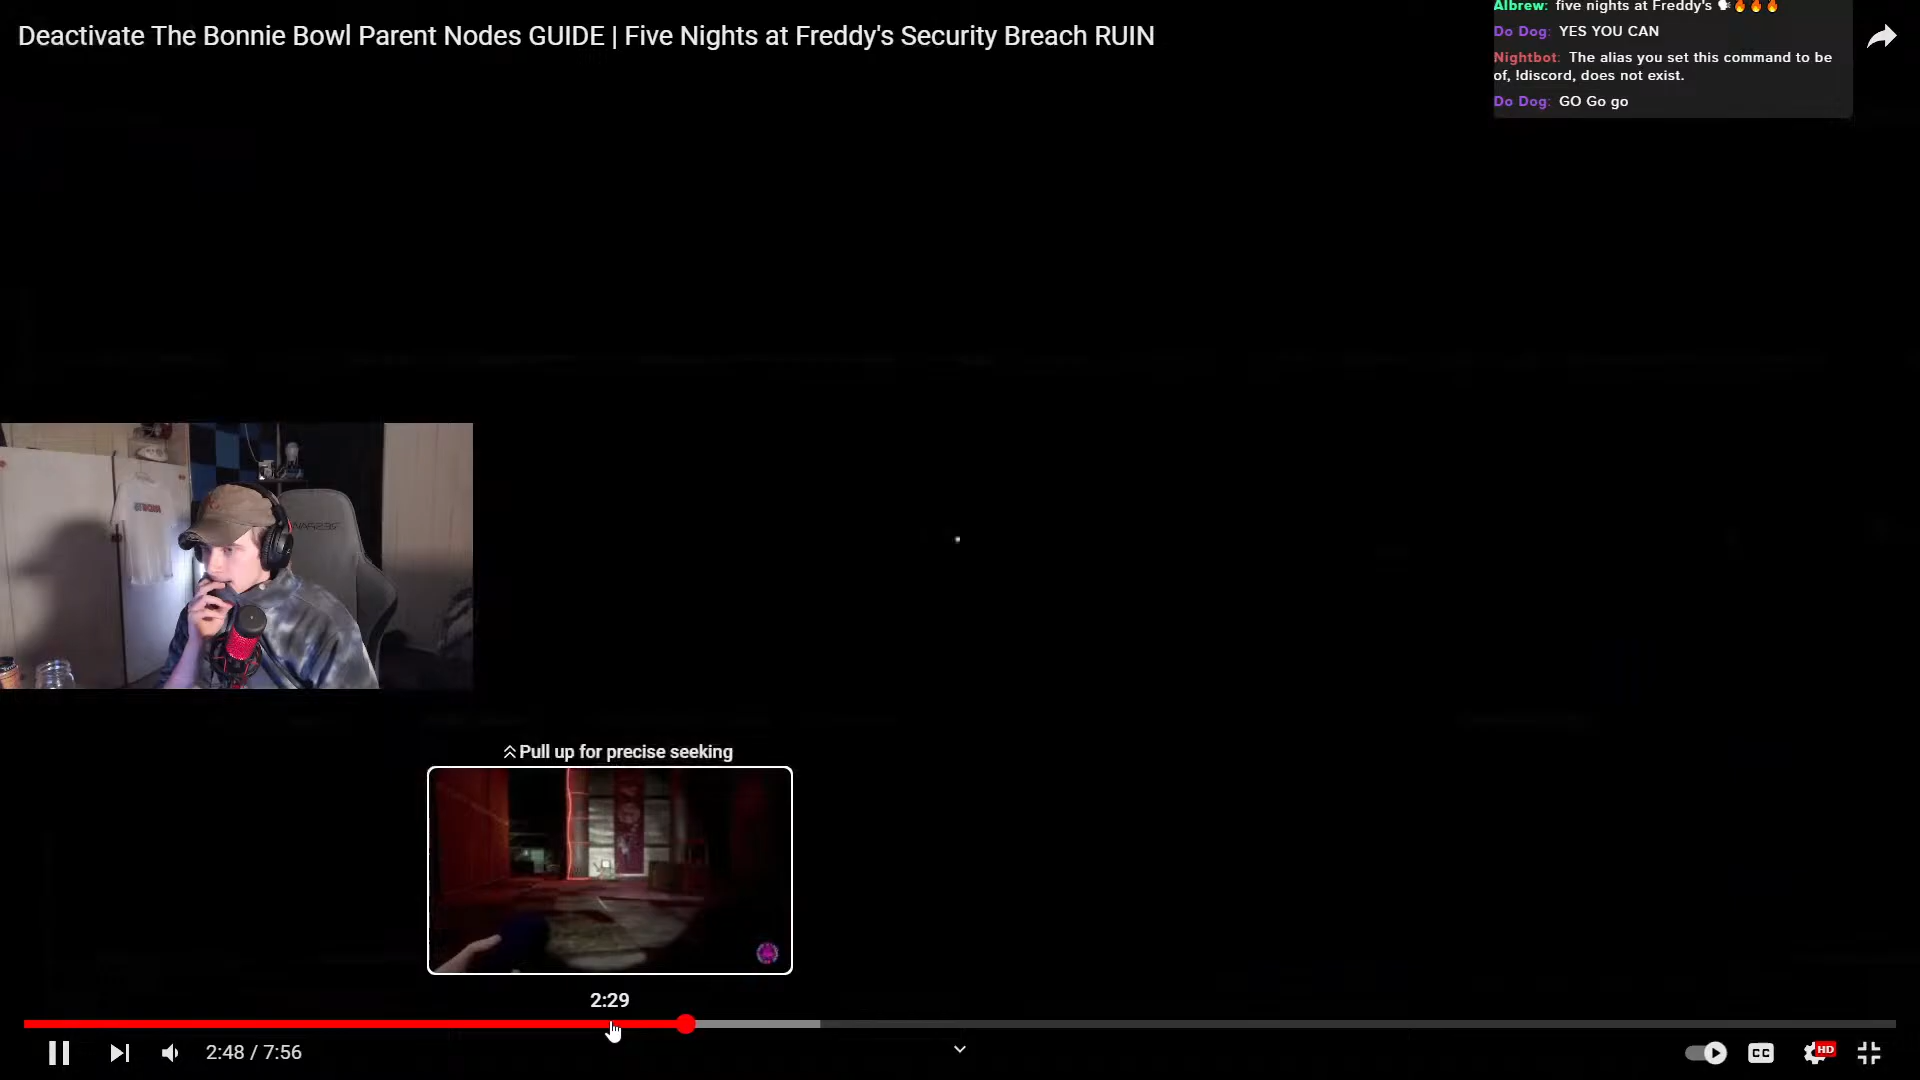 Albrew: five nights at Freddy's 🗣🔥🔥🔥
Deactivate The Bonnie Bowl Parent Nodes GUIDE | Five Nights at Freddy's Security Breach RUIN
Do Dog: YES YOU CAN
Nightbot: The alias you set this command to be
of, !discord, does not exist.
Do Dog: GO Go go
Pull up for precise seeking
2:29
2:48 / 7:56
CC
HD